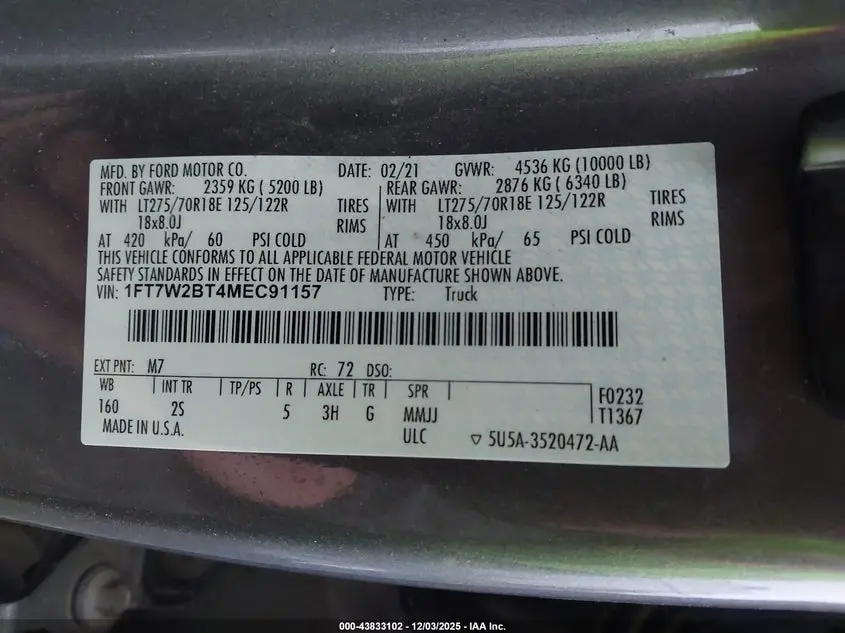 MFD. BY FORD MOTOR CO. DATE: 02/21 GVWR: 4536 KG (10000 LB)
FRONT GAWR: 2359 KG ( 5200 LB) REAR GAWR: 2876 KG ( 6340 LB)
WITH LT275/70R18E 125/122R TIRES WITH LT275/70R18E 125/122R TIRES
18x8.0J RIMS 18x8.0J RIMS
AT 420 kPa/ 60 PSI COLD AT 450 kPa/ 65 PSI COLD
THIS VEHICLE CONFORMS TO ALL APPLICABLE FEDERAL MOTOR VEHICLE
SAFETY STANDARDS IN EFFECT ON THE DATE OF MANUFACTURE SHOWN ABOVE.
VIN: 1FT7W2BT4MEC91157 TYPE: Truck
EXT PNT: M7 RC: 72 DSO:
WB INT TR TP/PS R AXLE TR SPR
160 2S 5 3H G MMJJ
F0232
T1367
MADE IN U.S.A. ULC ▽ 5U5A-3520472-AA
000-43833102 - 12/03/2025 - IAA Inc.